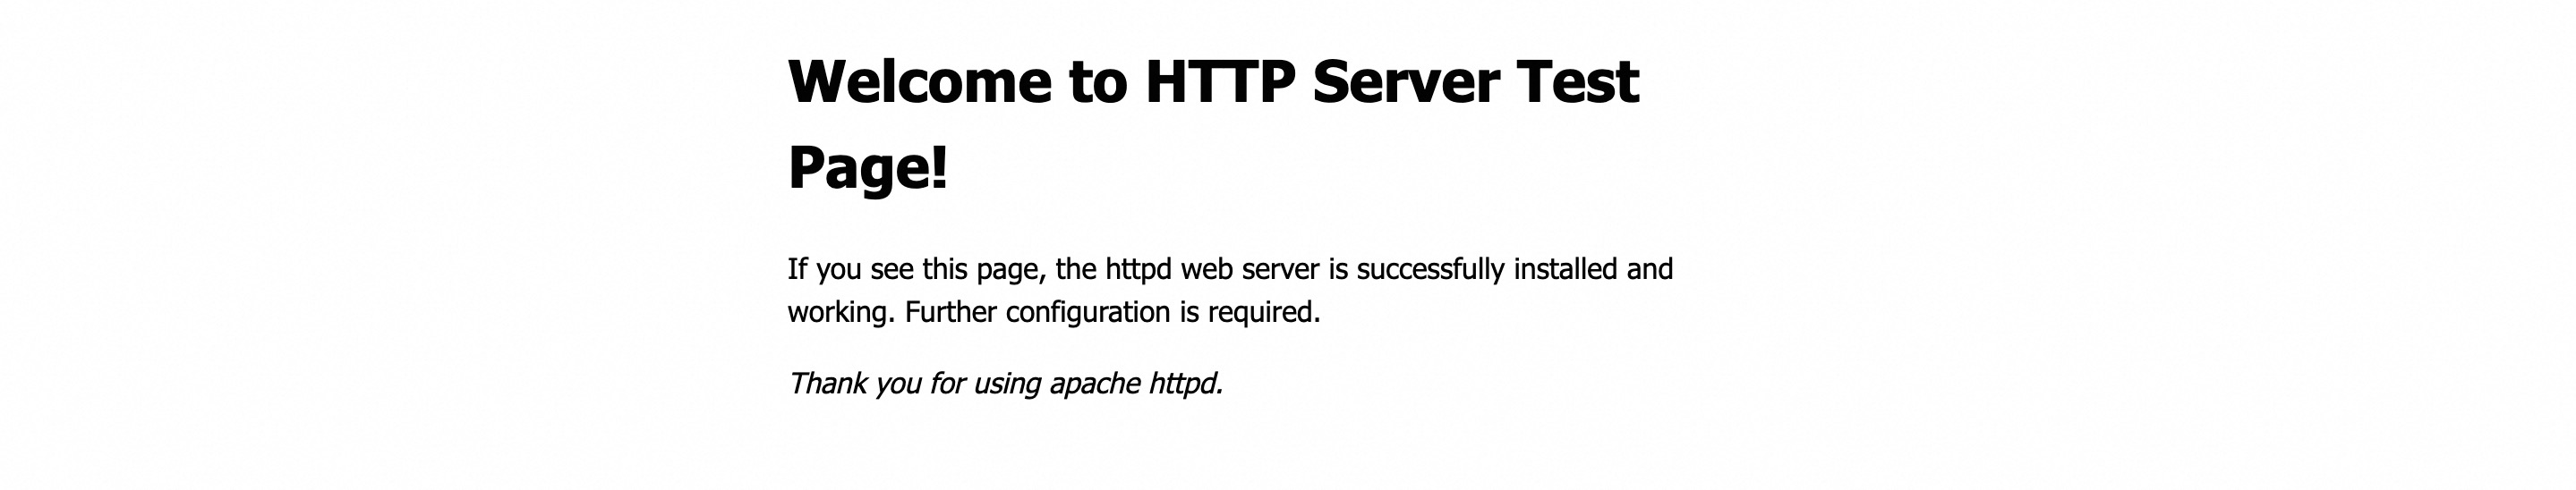 Welcome to HTTP Server Test
Page!
If you see this page, the httpd web server is successfully installed and
working. Further configuration is required.
Thank you for using apache httpd.